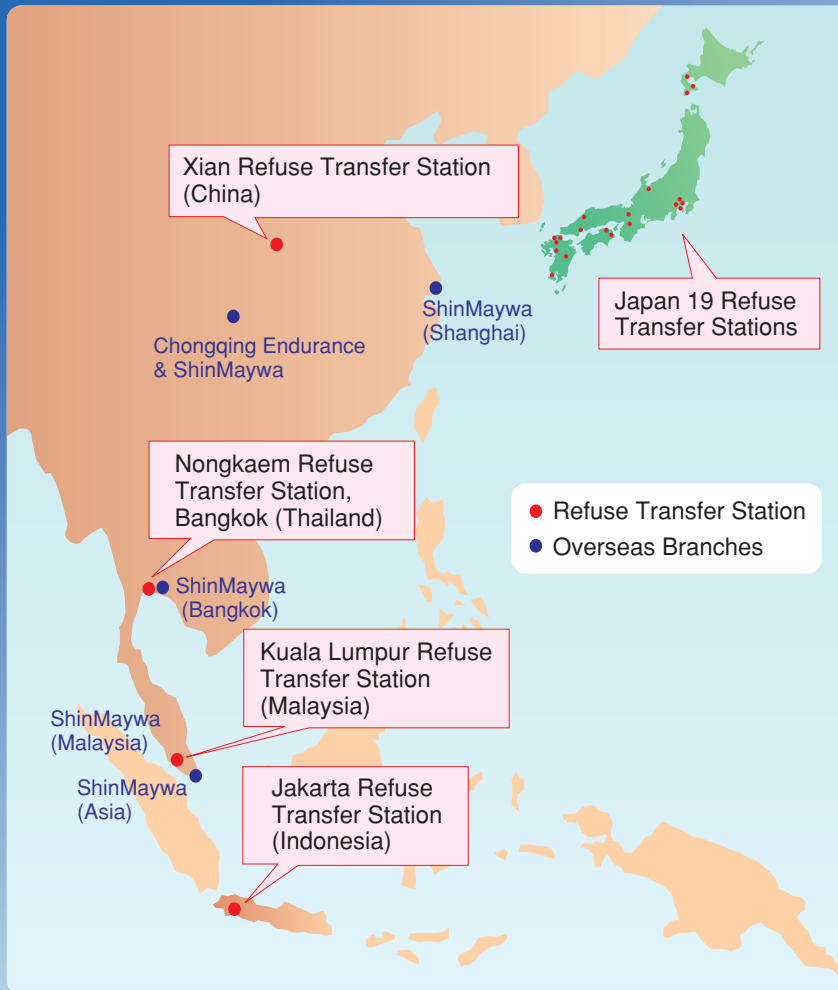 Xian Refuse Transfer Station
(China)
Japan 19 Refuse
Transfer Stations
ShinMaywa
(Shanghai)
Chongqing Endurance
& ShinMaywa
Nongkaem Refuse
Transfer Station,
Bangkok (Thailand)
Refuse Transfer Station
Overseas Branches
ShinMaywa
(Bangkok)
Kuala Lumpur Refuse
Transfer Station
(Malaysia)
ShinMaywa
(Malaysia)
ShinMaywa
(Asia)
Jakarta Refuse
Transfer Station
(Indonesia)